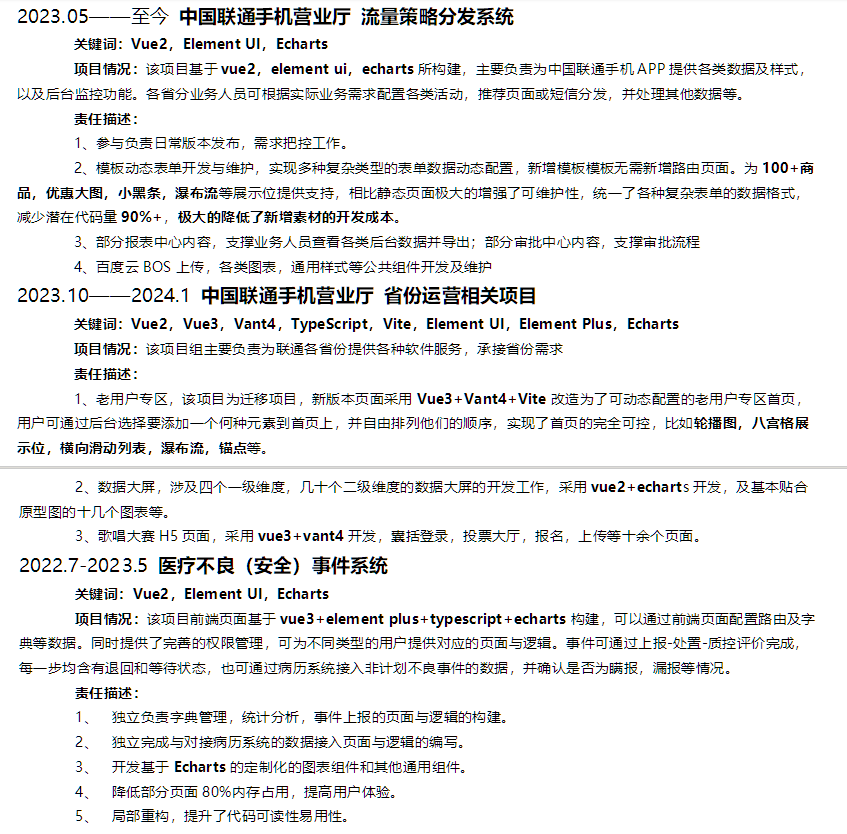 2023.05——至今 中国联通手机营业厅 流量策略分发系统
关键词：Vue2，Element UI，Echarts
项目情况：该项目基于 vue2，element ui，echarts 所构建，主要负责为中国联通手机 APP 提供各类数据及样式，
以及后台监控功能。各省分业务人员可根据实际业务需求配置各类活动，推荐页面或短信分发，并处理其他数据等。
责任描述：
1、参与负责日常版本发布，需求把控工作。
2、模板动态表单开发与维护，实现多种复杂类型的表单数据动态配置，新增模板模板无需新增路由页面。为 100+商
品，优惠大图，小黑条，瀑布流等展示位提供支持，相比静态页面极大的增强了可维护性，统一了各种复杂表单的数据格式，
减少潜在代码量 90%+，极大的降低了新增素材的开发成本。
3、部分报表中心内容，支撑业务人员查看各类后台数据并导出；部分审批中心内容，支撑审批流程
4、百度云 BOS 上传，各类图表，通用样式等公共组件开发及维护
2023.10——2024.1 中国联通手机营业厅 省份运营相关项目
关键词：Vue2，Vue3，Vant4，TypeScript，Vite，Element UI，Element Plus，Echarts
项目情况：该项目组主要负责为联通各省份提供各种软件服务，承接省份需求
责任描述：
1、老用户专区，该项目为迁移项目，新版本页面采用 Vue3+Vant4+Vite 改造为了可动态配置的老用户专区首页，
用户可通过后台选择要添加一个何种元素到首页上，并自由排列他们的顺序，实现了首页的完全可控，比如轮播图，八宫格展
示位，横向滑动列表，瀑布流，锚点等。
2、数据大屏，涉及四个一级维度，几十个二级维度的数据大屏的开发工作，采用 vue2+echarts 开发，及基本贴合
原型图的十几个图表等。
3、歌唱大赛 H5 页面，采用 vue3+vant4 开发，囊括登录，投票大厅，报名，上传等十余个页面。
2022.7-2023.5 医疗不良（安全）事件系统
关键词：Vue2，Element UI，Echarts
项目情况：该项目前端页面基于 vue3+element plus+typescript+echarts 构建，可以通过前端页面配置路由及字
典等数据。同时提供了完善的权限管理，可为不同类型的用户提供对应的页面与逻辑。事件可通过上报-处置-质控评价完成，
每一步均含有退回和等待状态，也可通过病历系统接入非计划不良事件的数据，并确认是否为瞒报，漏报等情况。
责任描述：
1、 独立负责字典管理，统计分析，事件上报的页面与逻辑的构建。
2、 独立完成与对接病历系统的数据接入页面与逻辑的编写。
3、 开发基于 Echarts 的定制化的图表组件和其他通用组件。
4、 降低部分页面 80%内存占用，提高用户体验。
5、 局部重构，提升了代码可读性易用性。